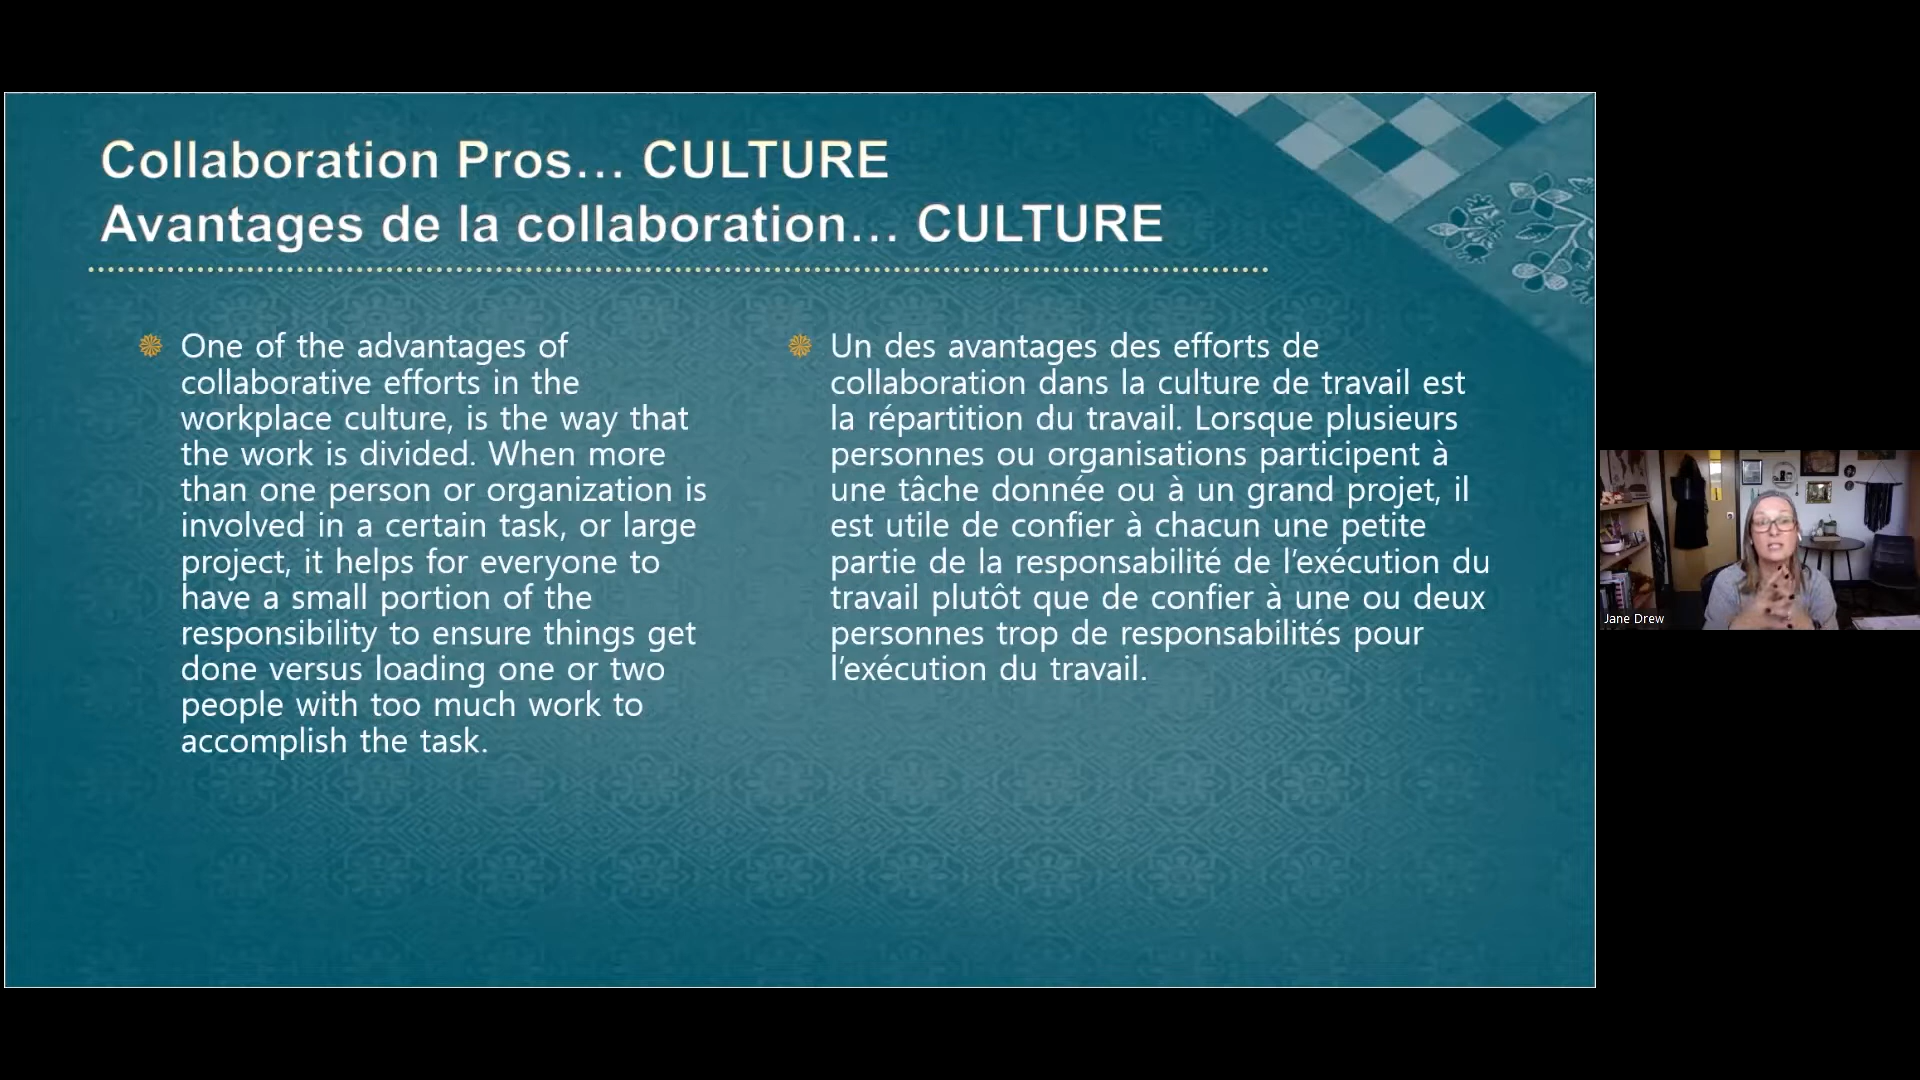 Collaboration Pros… CULTURE
Avantages de la collaboration… CULTURE
One of the advantages of
collaborative efforts in the
workplace culture, is the way that
the work is divided. When more
than one person or organization is
involved in a certain task, or large
project, it helps for everyone to
have a small portion of the
responsibility to ensure things get
done versus loading one or two
people with too much work to
accomplish the task.
Un des avantages des efforts de
collaboration dans la culture de travail est
la répartition du travail. Lorsque plusieurs
personnes ou organisations participent à
une tâche donnée ou à un grand projet, il
est utile de confier à chacun une petite
partie de la responsabilité de l’exécution du
travail plutôt que de confier à une ou deux
personnes trop de responsabilités pour
l’exécution du travail.
Jane Drew